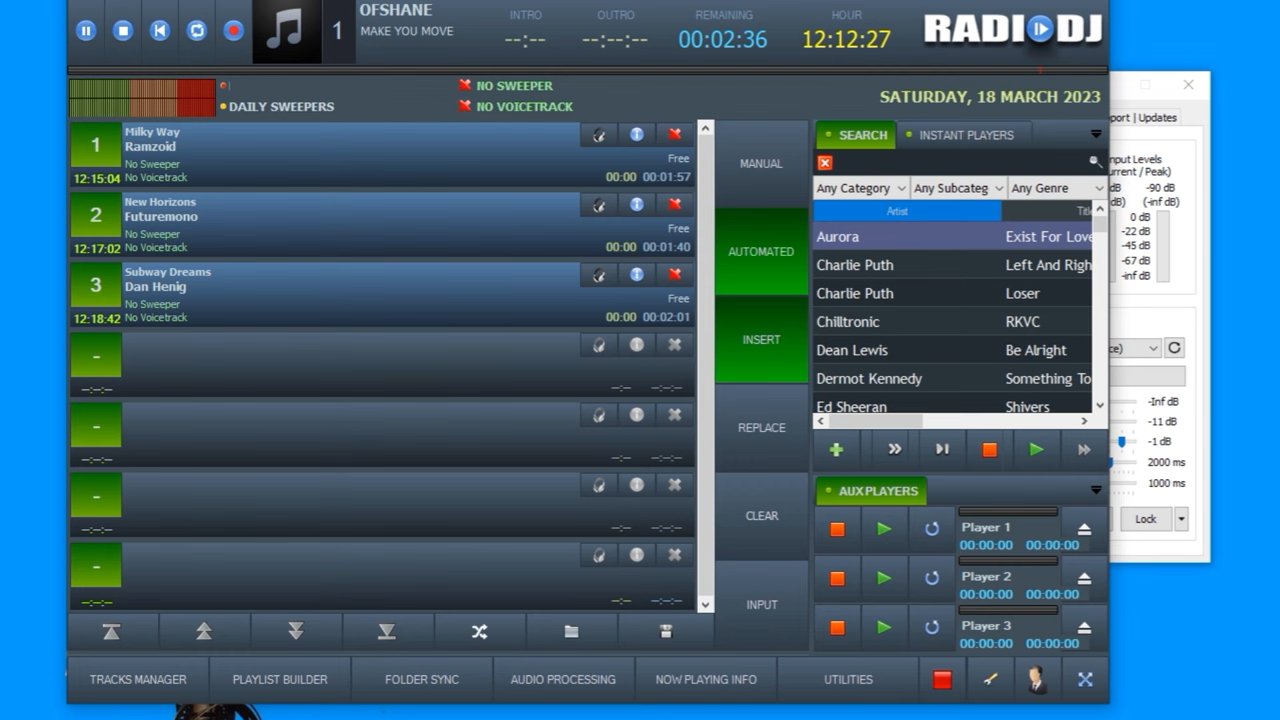 1
OFSHANE
MAKE YOU MOVE
INTRO
--:--
OUTRO
--:--:--
REMAINING
00:02:36
HOUR
12:12:27
RADIODJ
DAILY SWEEPERS
NO SWEEPER
NO VOICETRACK
SATURDAY, 18 MARCH 2023
1
Milky Way
Ramzoid
No Sweeper
No Voicetrack
12:15:04
Free
00:00 00:01:57
2
New Horizons
Futuremono
No Sweeper
No Voicetrack
12:17:02
Free
00:00 00:01:40
3
Subway Dreams
Dan Henig
No Sweeper
No Voicetrack
12:18:42
Free
00:00 00:02:01
-
--:--:--
--:-- --:--:--
-
--:--:--
--:-- --:--:--
-
--:--:--
--:-- --:--:--
-
--:--:--
--:-- --:--:--
MANUAL
AUTOMATED
INSERT
REPLACE
CLEAR
INPUT
SEARCH INSTANT PLAYERS
Any Category Any Subcateg Any Genre
Artist Titl
Aurora Exist For Love
Charlie Puth Left And Righ
Charlie Puth Loser
Chilltronic RKVC
Dean Lewis Be Alright
Dermot Kennedy Something To
Ed Sheeran Shivers
AUX PLAYERS
Player 1
00:00:00 00:00:00
Player 2
00:00:00 00:00:00
Player 3
00:00:00 00:00:00
TRACKS MANAGER PLAYLIST BUILDER FOLDER SYNC AUDIO PROCESSING NOW PLAYING INFO UTILITIES
port | Updates
nput Levels
urrent / Peak)
dB -90 dB
dB) (-inf dB)
0 dB
-22 dB
-45 dB
-67 dB
-inf dB
ce)
-Inf dB
-11 dB
-1 dB
2000 ms
1000 ms
Lock